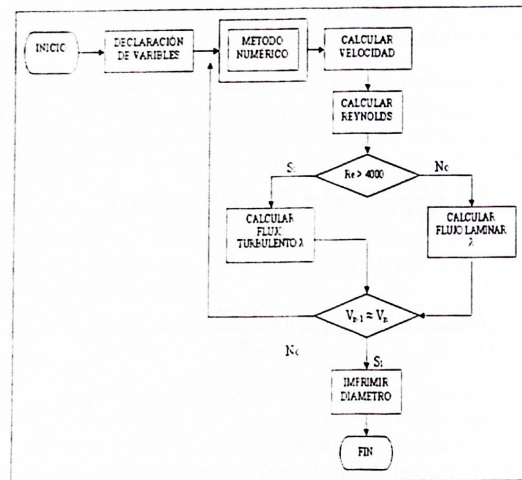 INICIO
DECLARACIÓN
DE VARIBLES
METODO
NUMERICO
CALCULAR
VELOCIDAD
CALCULAR
REYNOLDS
Si
Re > 4000
No
CALCULAR
FLUJO
TURBULENTO λ
CALCULAR
FLUJO LAMINAR
λ
Vn-1 = Vn
No
Si
IMPRIMIR
DIAMETRO
FIN